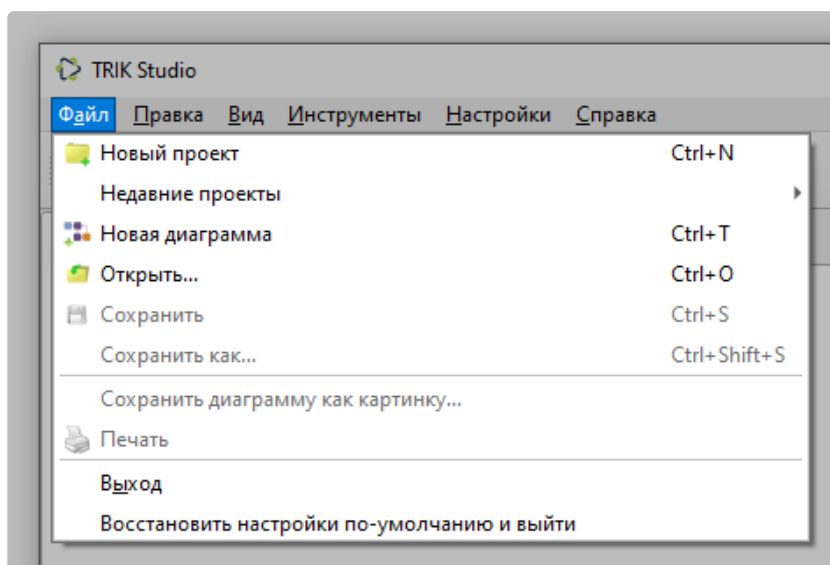 TRIK Studio
Файл Правка Вид Инструменты Настройки Справка
Новый проект Ctrl+N
Недавние проекты
Новая диаграмма Ctrl+T
Открыть... Ctrl+O
Сохранить Ctrl+S
Сохранить как... Ctrl+Shift+S
Сохранить диаграмму как картинку...
Печать
Выход
Восстановить настройки по-умолчанию и выйти